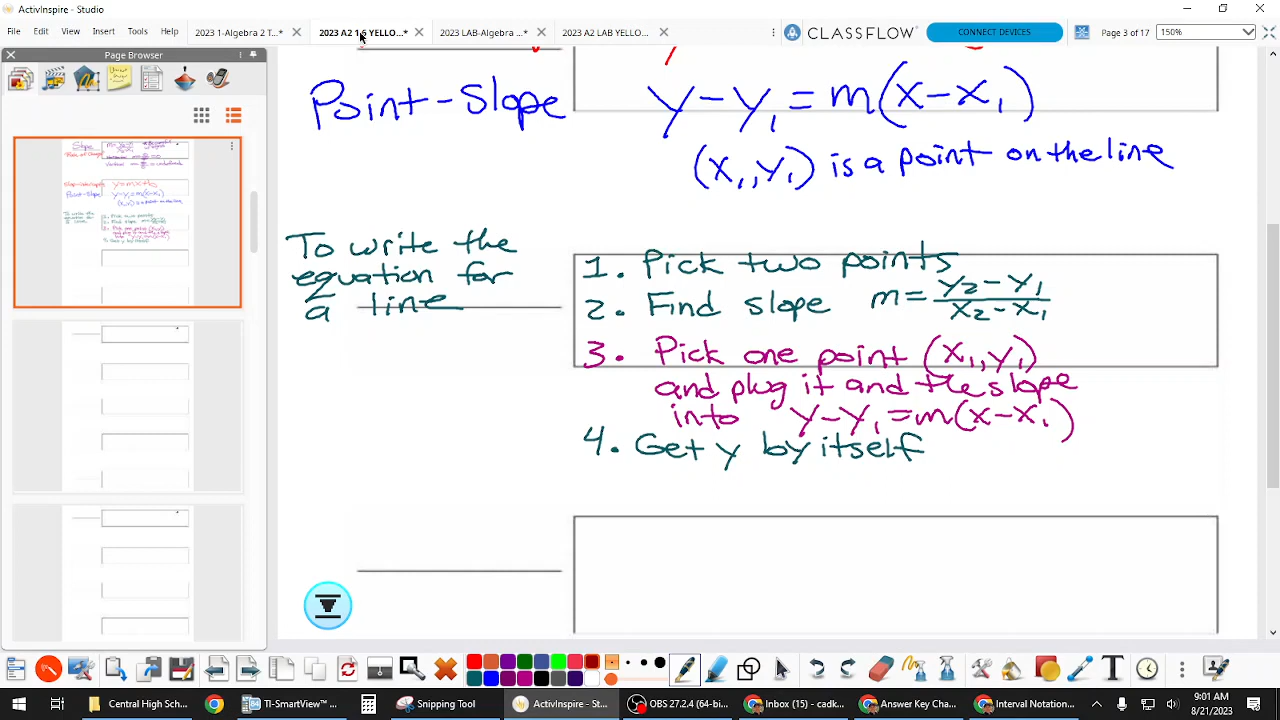 ActivInspire - Studio
2023 1-Algebra 2 T...*
2023 A2 1.6 YELLO...*
2023 LAB-Algebra ...*
2023 A2 LAB YELLO...
CLASSFLOW
CONNECT DEVICES
Page 3 of 17
150%
File Edit View Insert Tools Help
Page Browser
Point-Slope
y-y₁ = m(x-x₁)
(x₁,y₁) is a point on the line
To write the
equation for
a line
1. Pick two points
2. Find slope m = y₂-y₁ / x₂-x₁
3. Pick one point (x₁,y₁)
and plug it and the slope
into y-y₁=m(x-x₁)
4. Get y by itself
Central High Sch...
TI-SmartView™...
Snipping Tool
ActivInspire - St...
OBS 27.2.4 (64-bi...
Inbox (15) - cadk...
Answer Key Cha...
Interval Notation...
9:01 AM
8/21/2023